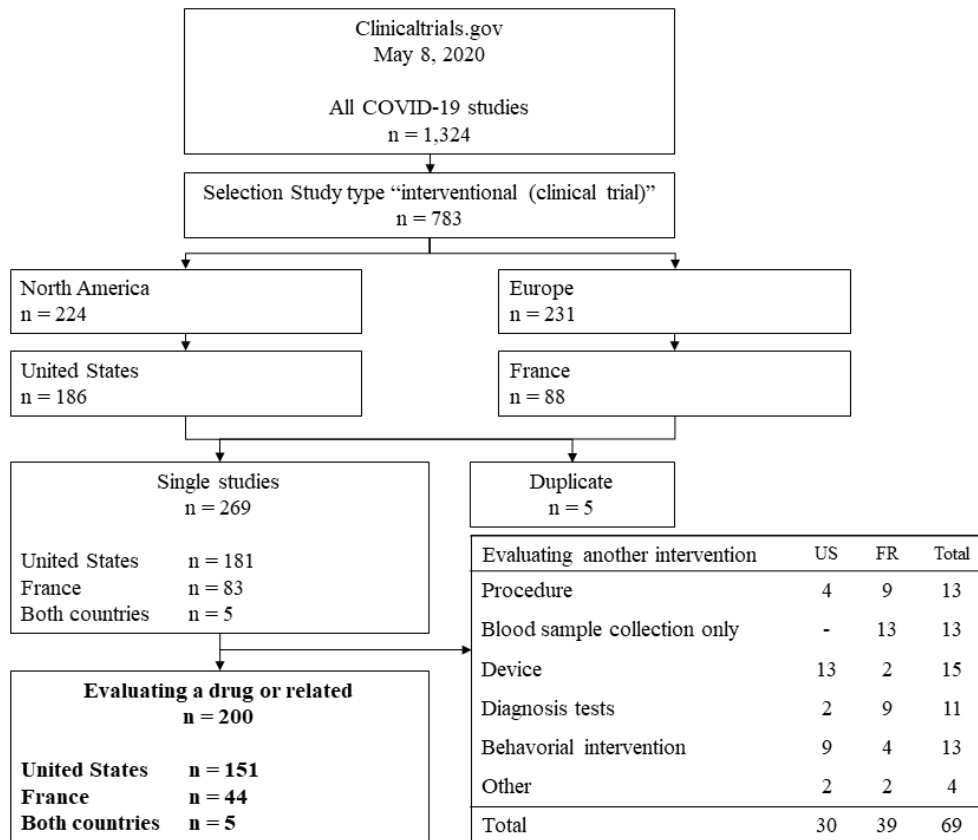 Clinicaltrials.gov
May 8, 2020
All COVID-19 studies
n = 1,324
Selection Study type “interventional (clinical trial)”
n = 783
North America
n = 224
Europe
n = 231
United States
n = 186
France
n = 88
Single studies
n = 269
United States n = 181
France n = 83
Both countries n = 5
Duplicate
n = 5
Evaluating another intervention US FR Total
Procedure 4 9 13
Blood sample collection only - 13 13
Device 13 2 15
Diagnosis tests 2 9 11
Behavorial intervention 9 4 13
Other 2 2 4
Total 30 39 69
Evaluating a drug or related
n = 200
United States n = 151
France n = 44
Both countries n = 5